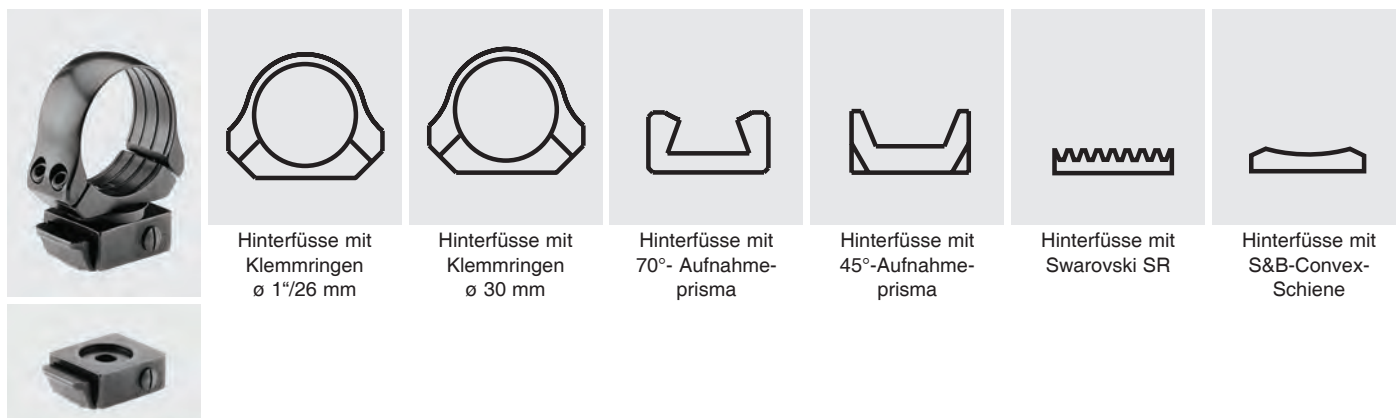 Hinterfüsse mit
Klemmringen
ø 1“/26 mm
Hinterfüsse mit
Klemmringen
ø 30 mm
Hinterfüsse mit
70°- Aufnahme-
prisma
Hinterfüsse mit
45°-Aufnahme-
prisma
Hinterfüsse mit
Swarovski SR
Hinterfüsse mit
S&B-Convex-
Schiene